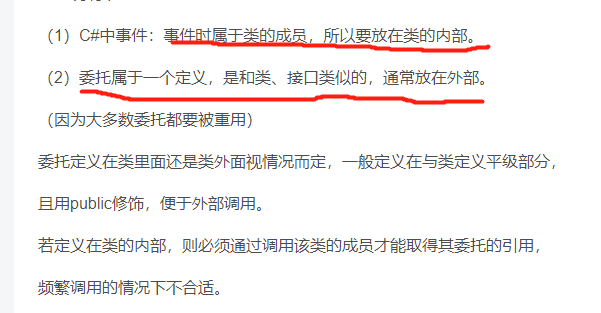 （1）C#中事件：事件时属于类的成员，所以要放在类的内部。
（2）委托属于一个定义，是和类、接口类似的，通常放在外部。
（因为大多数委托都要被重用）
委托定义在类里面还是类外面视情况而定，一般定义在与类定义平级部分，
且用public修饰，便于外部调用。
若定义在类的内部，则必须通过调用该类的成员才能取得其委托的引用，
频繁调用的情况下不合适。